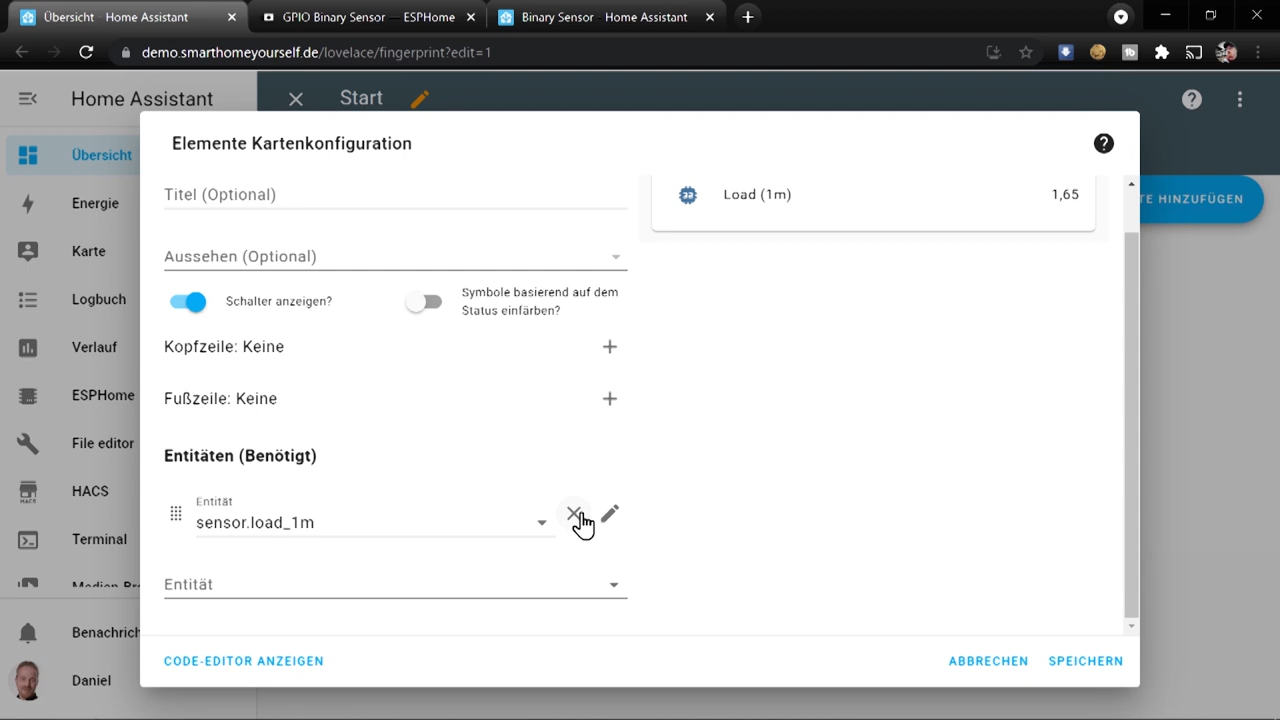 Übersicht - Home Assistant
GPIO Binary Sensor — ESPHome
Binary Sensor - Home Assistant
demo.smarthomeyourself.de/lovelace/fingerprint?edit=1
Home Assistant
Start
Elemente Kartenkonfiguration
Übersicht
Titel (Optional)
Load (1m)
1,65
TE HINZUFÜGEN
Energie
Karte
Aussehen (Optional)
Logbuch
Schalter anzeigen?
Symbole basierend auf dem
Status einfärben?
Verlauf
Kopfzeile: Keine
ESPHome
Fußzeile: Keine
File editor
Entitäten (Benötigt)
HACS
Entität
sensor.load_1m
Terminal
Entität
Medien-Br
Benachrich
CODE-EDITOR ANZEIGEN
ABBRECHEN
SPEICHERN
Daniel